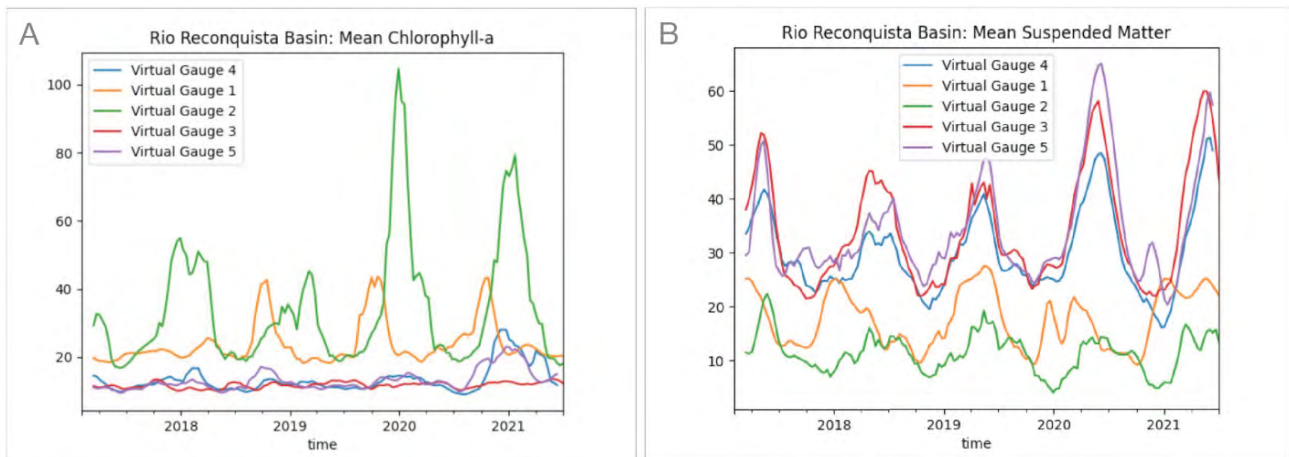 A
Rio Reconquista Basin: Mean Chlorophyll-a
Virtual Gauge 4
Virtual Gauge 1
Virtual Gauge 2
Virtual Gauge 3
Virtual Gauge 5
100
80
60
40
20
2018 2019 2020 2021
time
B
Rio Reconquista Basin: Mean Suspended Matter
Virtual Gauge 4
Virtual Gauge 1
Virtual Gauge 2
Virtual Gauge 3
Virtual Gauge 5
60
50
40
30
20
10
2018 2019 2020 2021
time